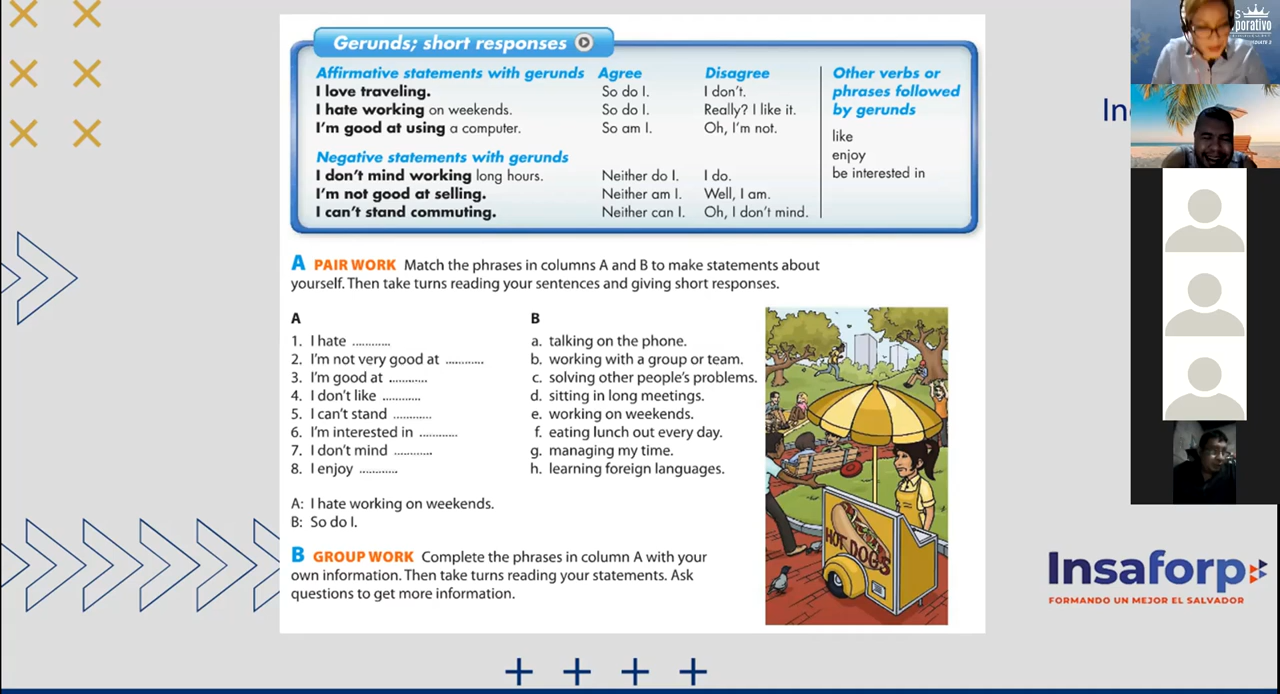 Gerunds; short responses
Affirmative statements with gerunds Agree Disagree
I love traveling. So do I. I don't.
I hate working on weekends. So do I. Really? I like it.
I'm good at using a computer. So am I. Oh, I'm not.
Negative statements with gerunds
I don't mind working long hours. Neither do I. I do.
I'm not good at selling. Neither am I. Well, I am.
I can't stand commuting. Neither can I. Oh, I don't mind.
Other verbs or
phrases followed
by gerunds
like
enjoy
be interested in
A PAIR WORK Match the phrases in columns A and B to make statements about
yourself. Then take turns reading your sentences and giving short responses.
A
1. I hate ............
2. I'm not very good at ............
3. I'm good at ............
4. I don't like ............
5. I can't stand ............
6. I'm interested in ............
7. I don't mind ............
8. I enjoy ............
B
a. talking on the phone.
b. working with a group or team.
c. solving other people's problems.
d. sitting in long meetings.
e. working on weekends.
f. eating lunch out every day.
g. managing my time.
h. learning foreign languages.
A: I hate working on weekends.
B: So do I.
B GROUP WORK Complete the phrases in column A with your
own information. Then take turns reading your statements. Ask
questions to get more information.
HOT DOGS
In
porativo
Insaforp
FORMANDO UN MEJOR EL SALVADOR